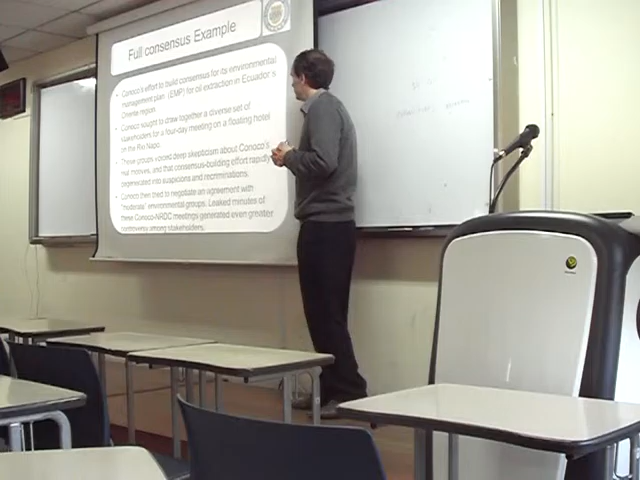 Full consensus Example
• Conoco's effort to build consensus for its environmental
management plan (EMP) for oil extraction in Ecuador's
Oriente region.
• Conoco sought to draw together a diverse set of
stakeholders for a four-day meeting on a floating hotel
on the Rio Napo.
• These groups voiced deep skepticism about Conoco's
real motives, and that consensus-building effort rapidly
degenerated into suspicions and recriminations.
• Conoco then tried to negotiate an agreement with
"moderate" environmental groups. Leaked minutes of
these Conoco-NRDC meetings generated even greater
controversy among stakeholders.